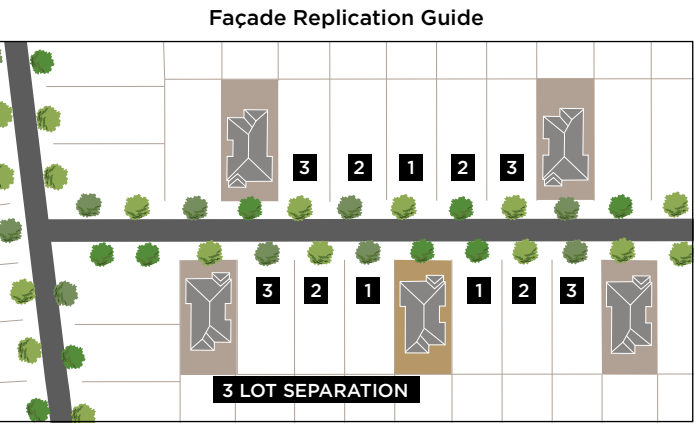 Façade Replication Guide
3 2 1 2 3
3 2 1 1 2 3
3 LOT SEPARATION